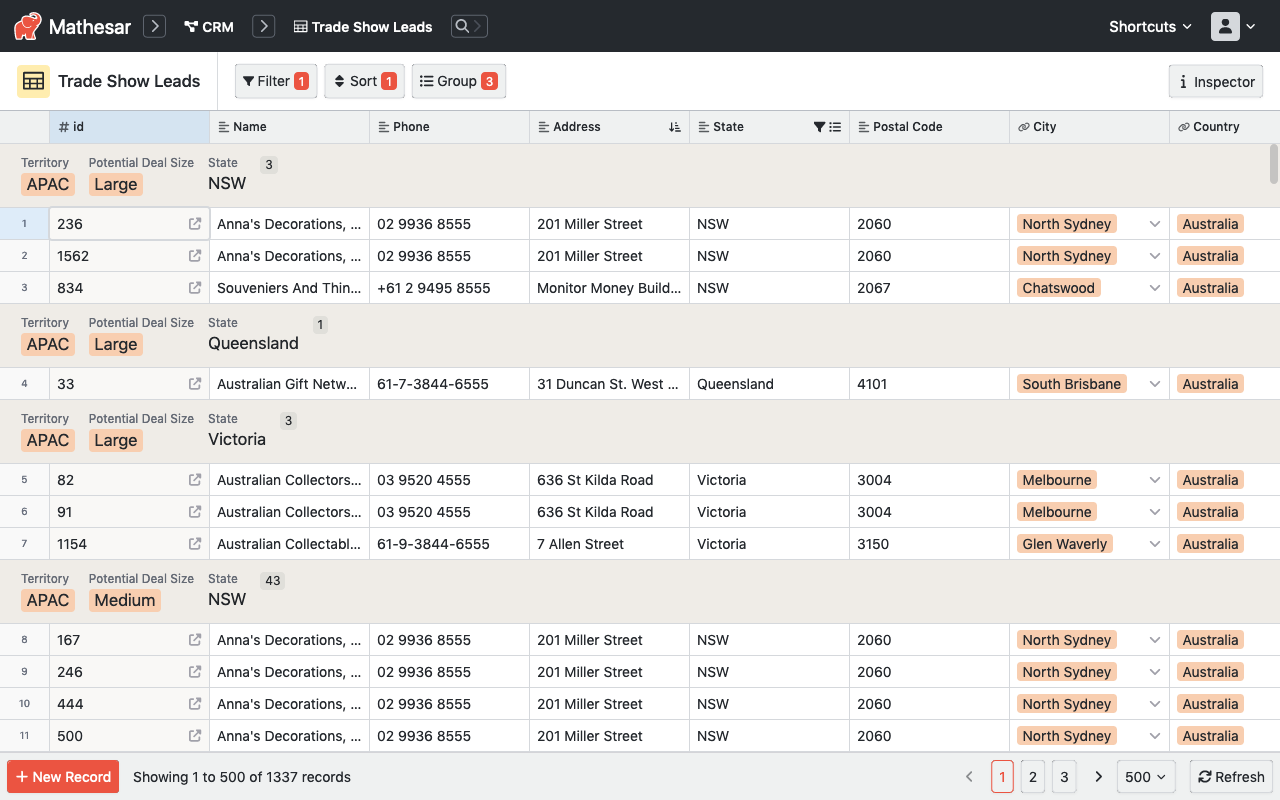 Mathesar CRM Trade Show Leads Shortcuts
Trade Show Leads Filter 1 Sort 1 Group 3 Inspector
# id Name Phone Address State Postal Code City Country
Territory Potential Deal Size State 3
APAC Large NSW
1 236 Anna's Decorations, ... 02 9936 8555 201 Miller Street NSW 2060 North Sydney Australia
2 1562 Anna's Decorations, ... 02 9936 8555 201 Miller Street NSW 2060 North Sydney Australia
3 834 Souveniers And Thin... +61 2 9495 8555 Monitor Money Build... NSW 2067 Chatswood Australia
Territory Potential Deal Size State 1
APAC Large Queensland
4 33 Australian Gift Netw... 61-7-3844-6555 31 Duncan St. West ... Queensland 4101 South Brisbane Australia
Territory Potential Deal Size State 3
APAC Large Victoria
5 82 Australian Collectors... 03 9520 4555 636 St Kilda Road Victoria 3004 Melbourne Australia
6 91 Australian Collectors... 03 9520 4555 636 St Kilda Road Victoria 3004 Melbourne Australia
7 1154 Australian Collectabl... 61-9-3844-6555 7 Allen Street Victoria 3150 Glen Waverly Australia
Territory Potential Deal Size State 43
APAC Medium NSW
8 167 Anna's Decorations, ... 02 9936 8555 201 Miller Street NSW 2060 North Sydney Australia
9 246 Anna's Decorations, ... 02 9936 8555 201 Miller Street NSW 2060 North Sydney Australia
10 444 Anna's Decorations, ... 02 9936 8555 201 Miller Street NSW 2060 North Sydney Australia
11 500 Anna's Decorations, ... 02 9936 8555 201 Miller Street NSW 2060 North Sydney Australia
+ New Record Showing 1 to 500 of 1337 records 1 2 3 500 Refresh